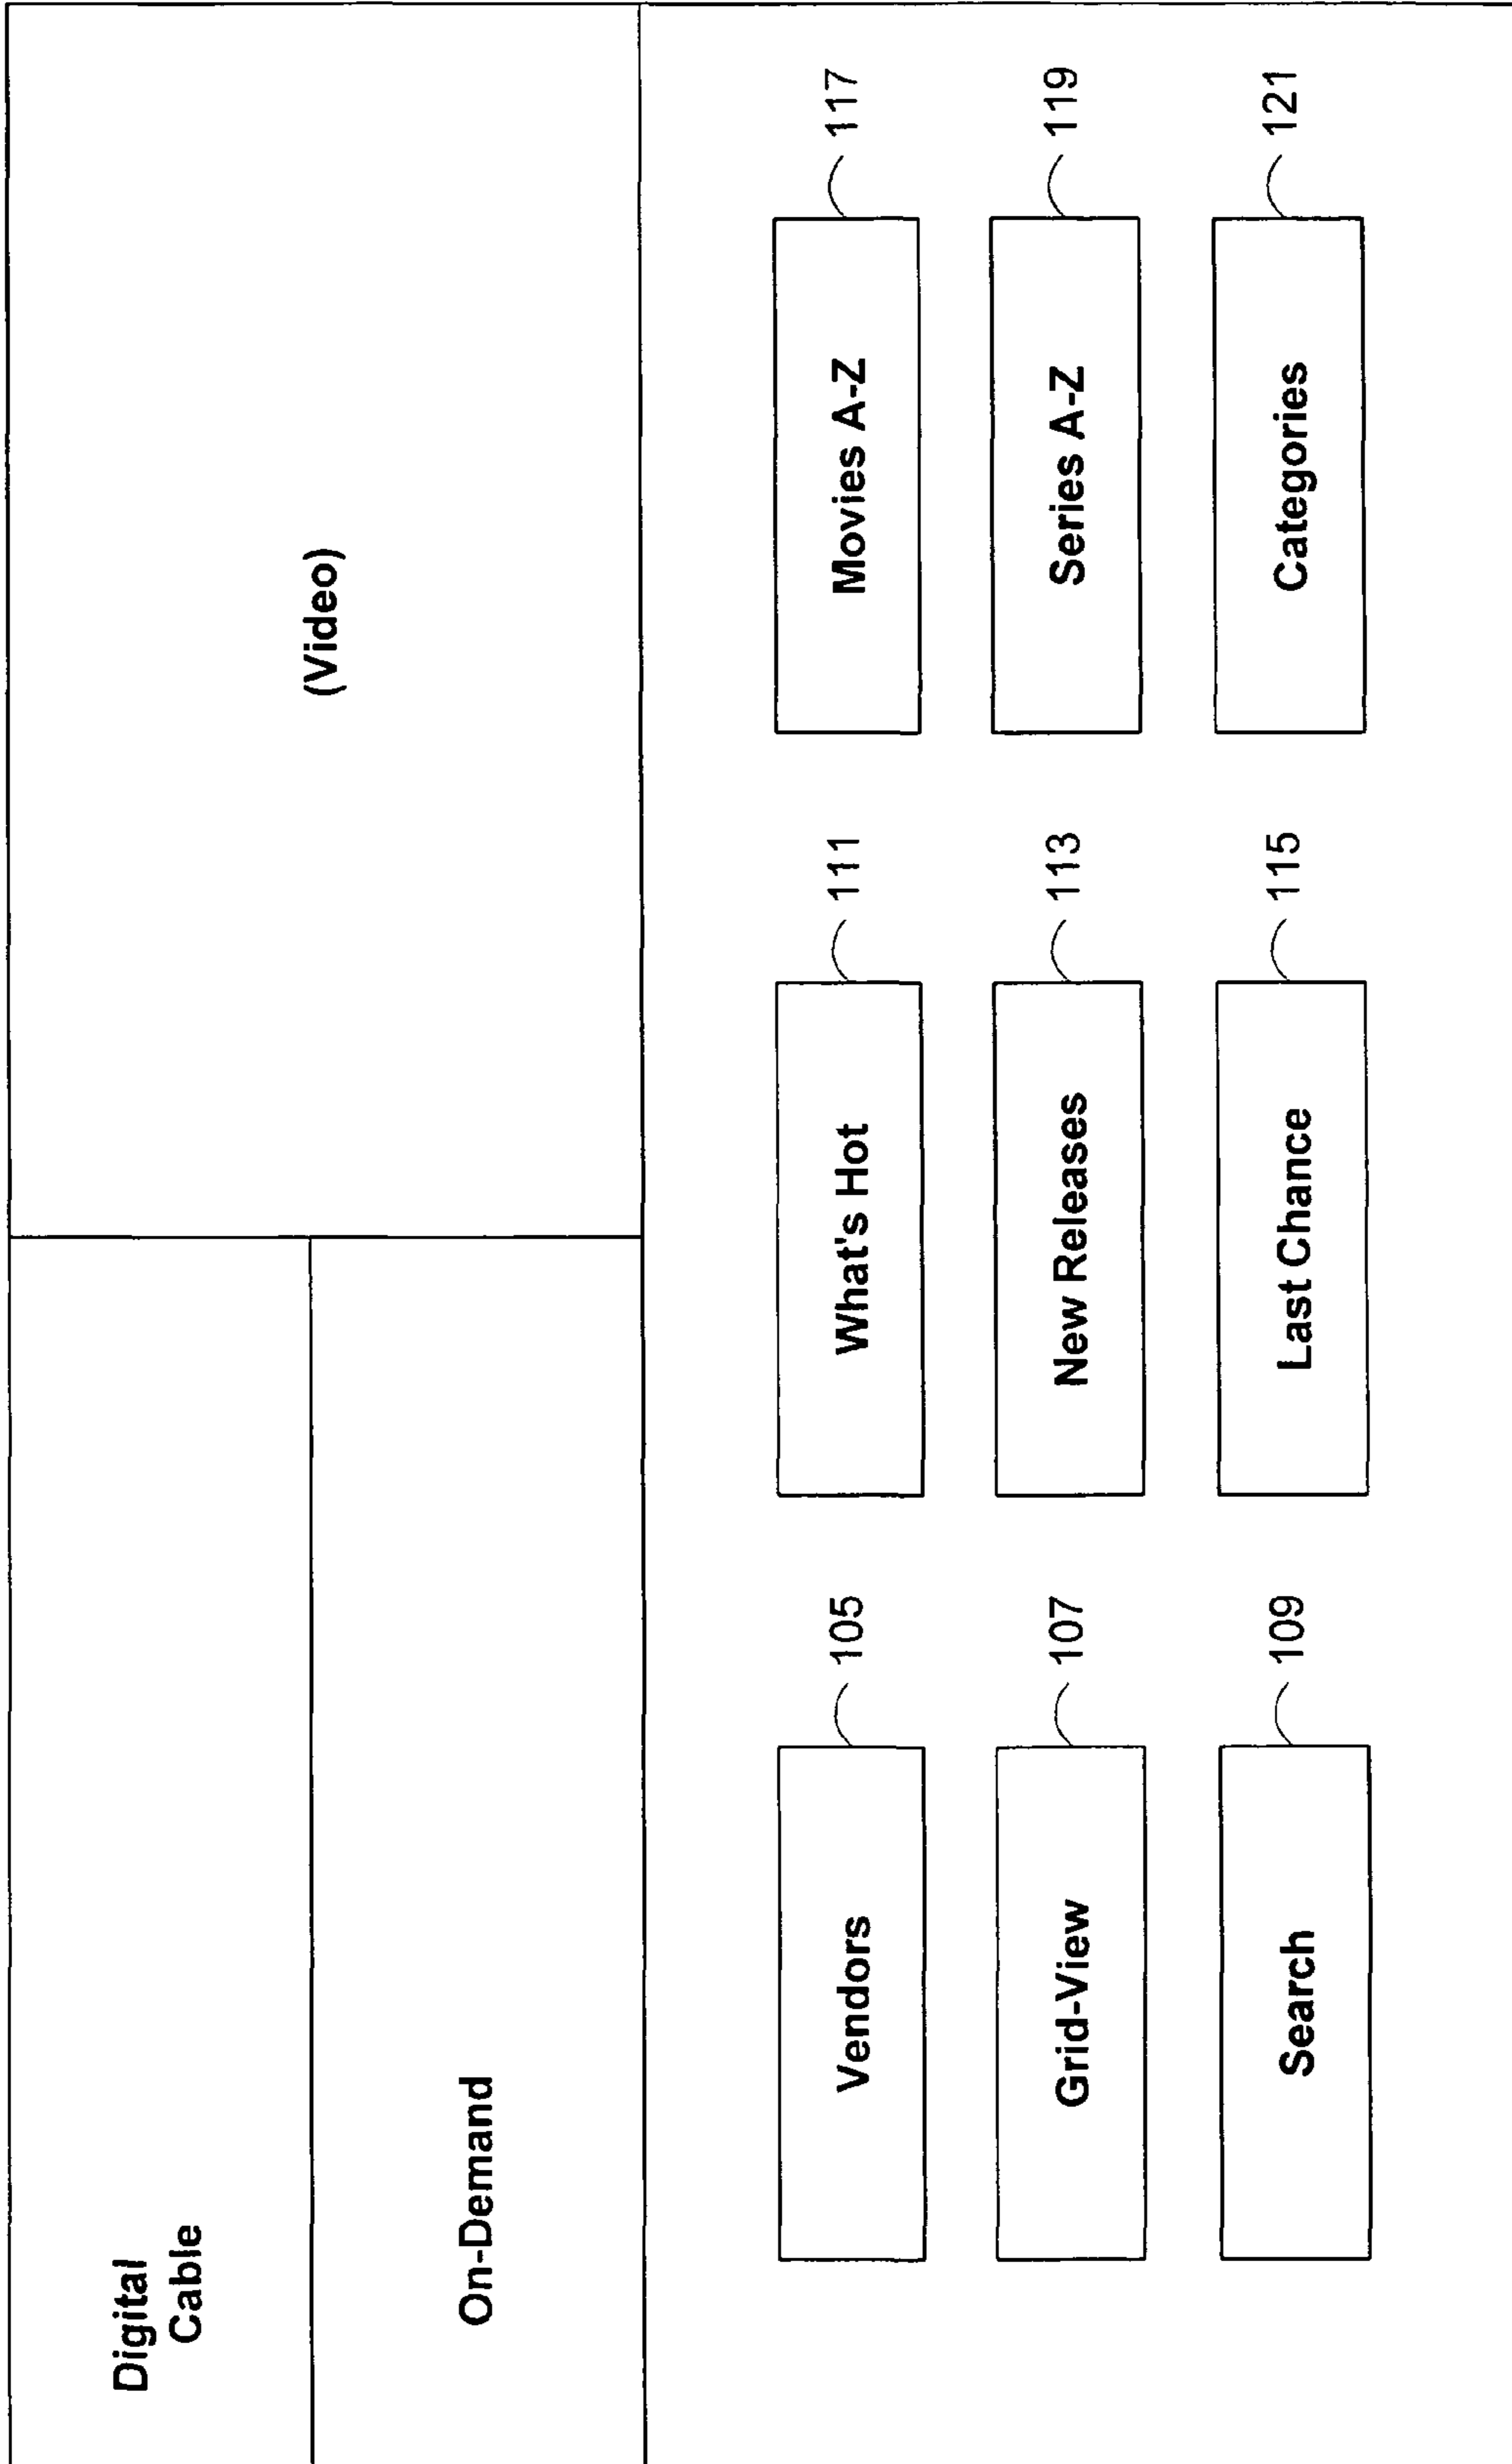 Digital
Cable
(Video)
On-Demand
Vendors
105
What's Hot
111
Movies A-Z
117
Grid-View
107
New Releases
113
Series A-Z
119
Search
109
Last Chance
115
Categories
121